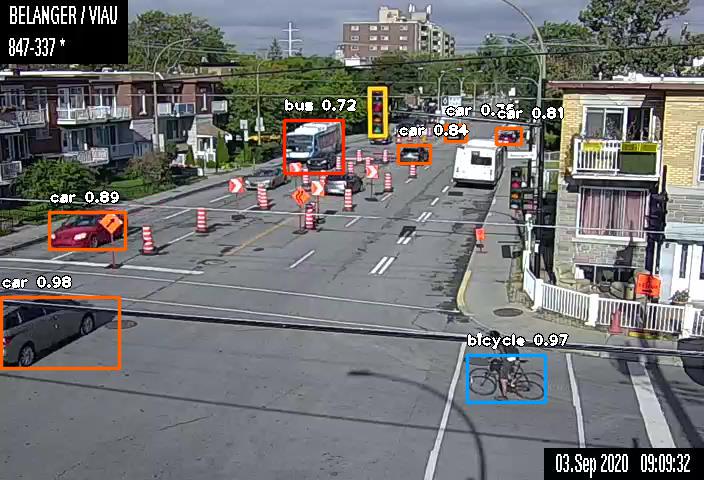 BELANGER / VIAU
847-337 *
bus 0.72
car 0.81
car 0.84
car 0.89
car 0.98
bicycle 0.97
03.Sep 2020 09:09:32